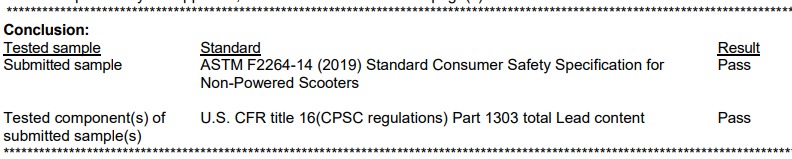 ************************************************************************************************************************************
Conclusion:
Tested sample Standard Result
Submitted sample ASTM F2264-14 (2019) Standard Consumer Safety Specification for Pass
Non-Powered Scooters
Tested component(s) of U.S. CFR title 16(CPSC regulations) Part 1303 total Lead content Pass
submitted sample(s)
************************************************************************************************************************************